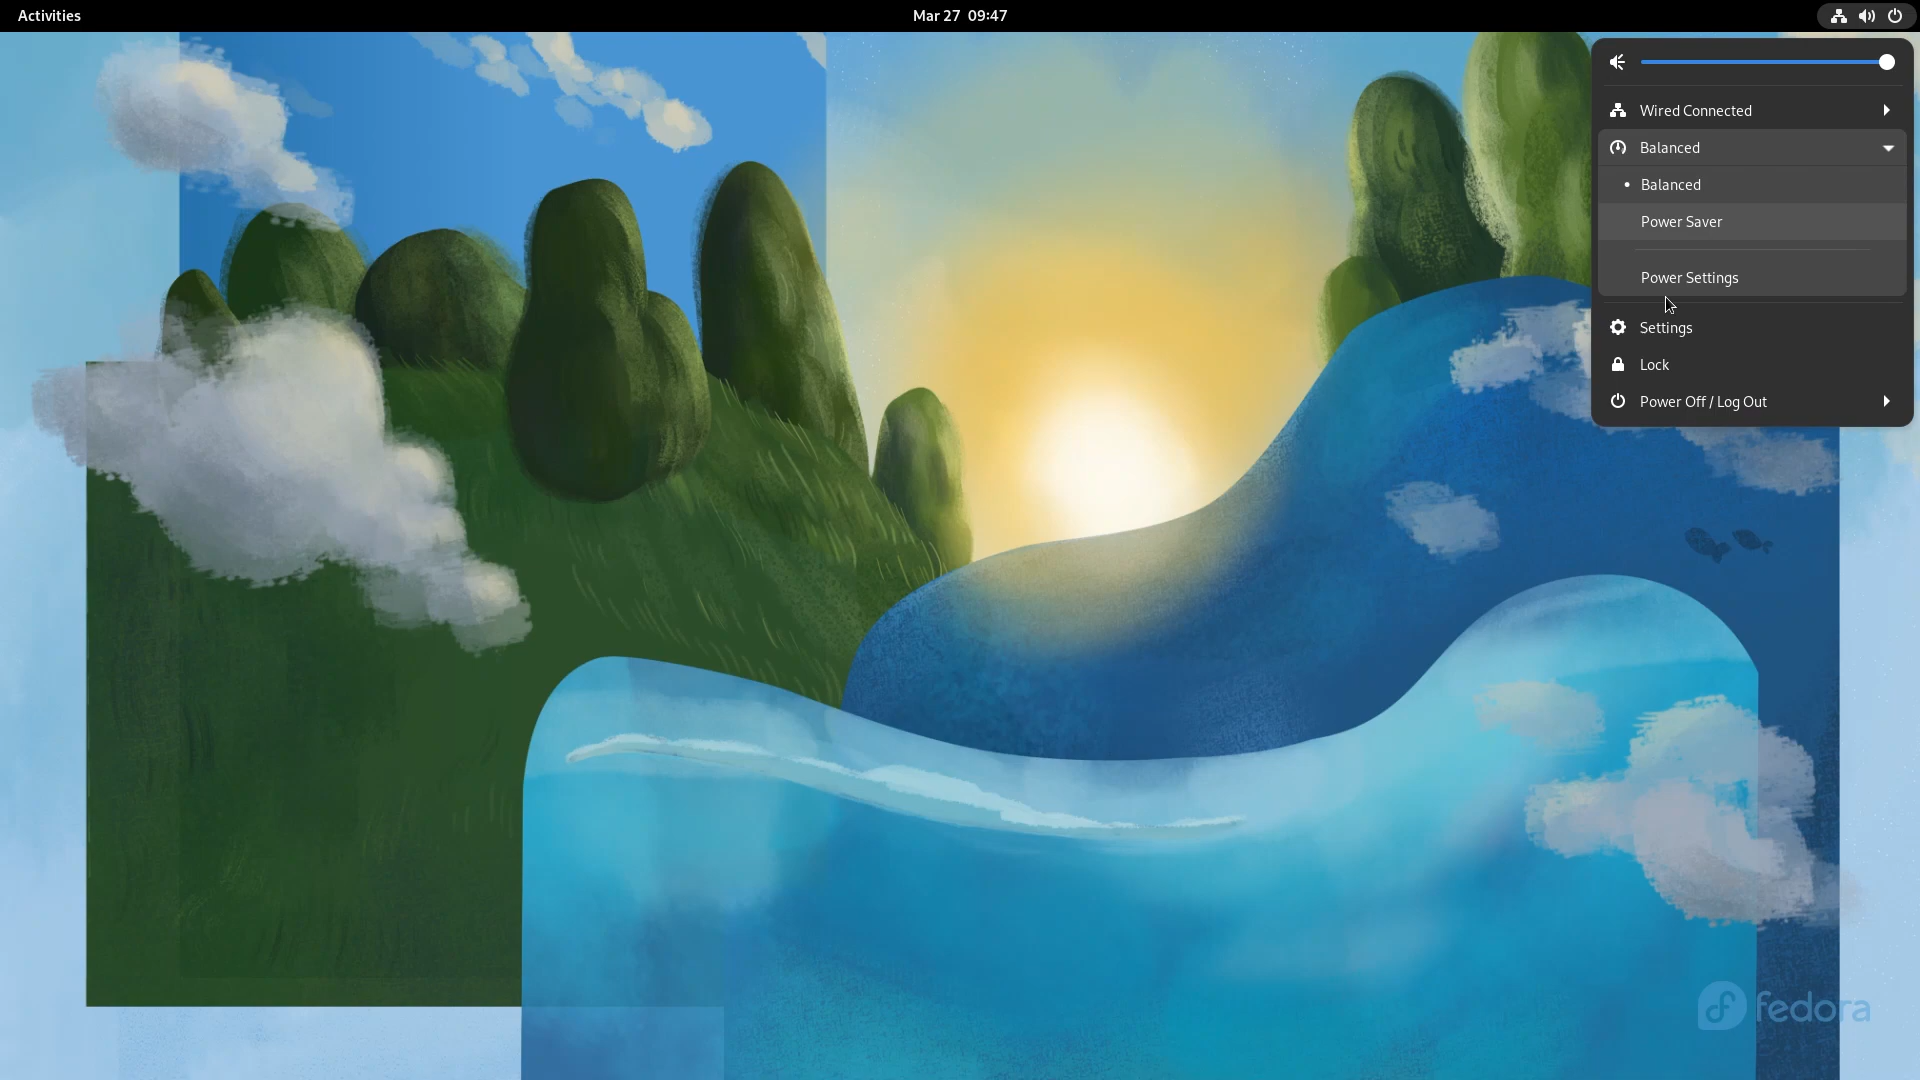 Activities
Mar 27 09:47
Wired Connected
Balanced
• Balanced
Power Saver
Power Settings
Settings
Lock
Power Off / Log Out
fedora